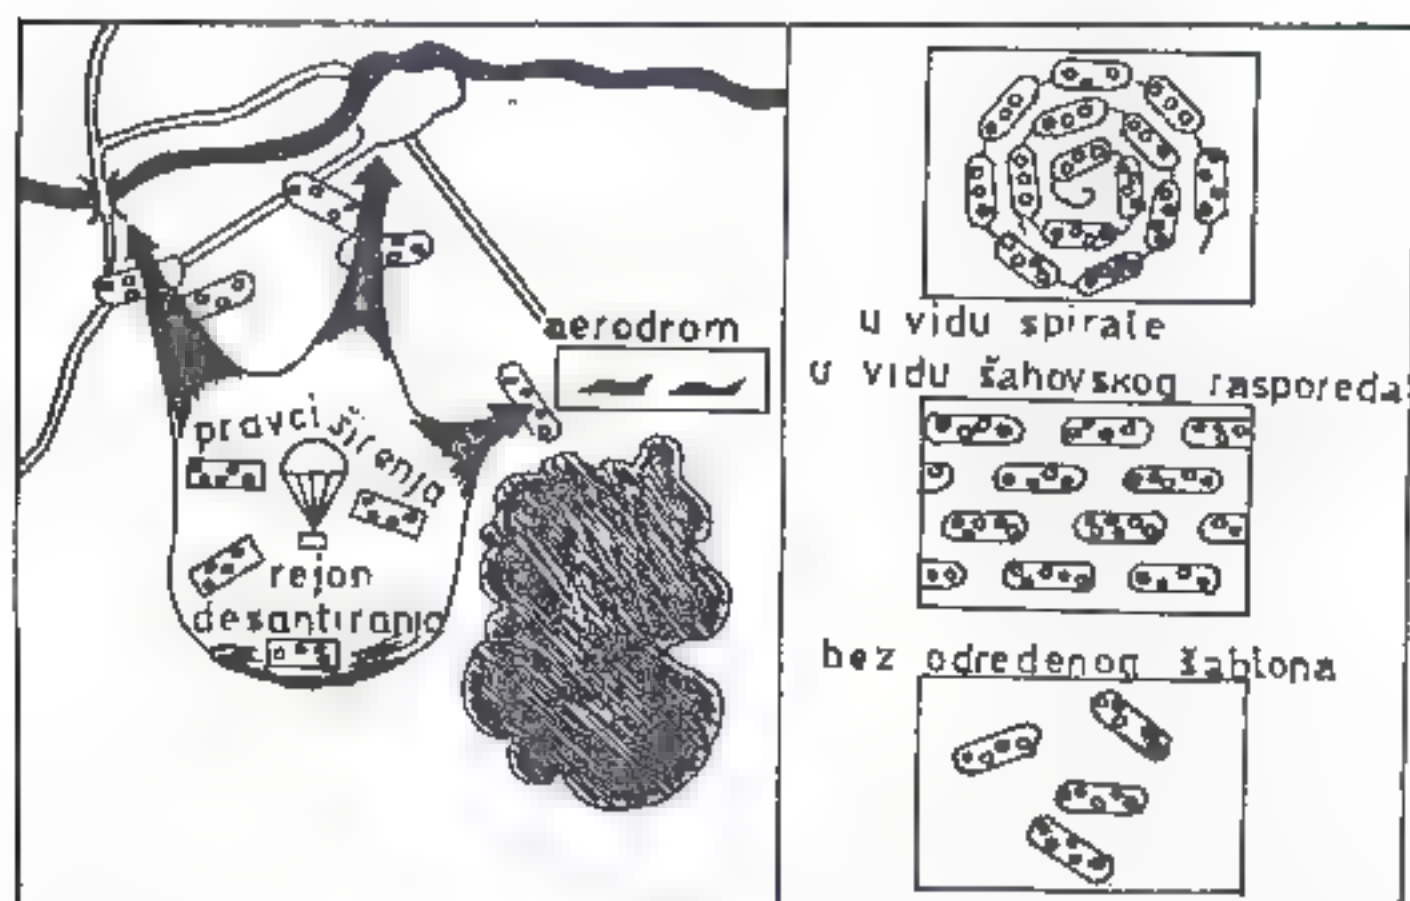 aerodrom
pravci širenja
rejon
desantiranja
u vidu spirale
u vidu šahovskog rasporeda
bez određenog šablona